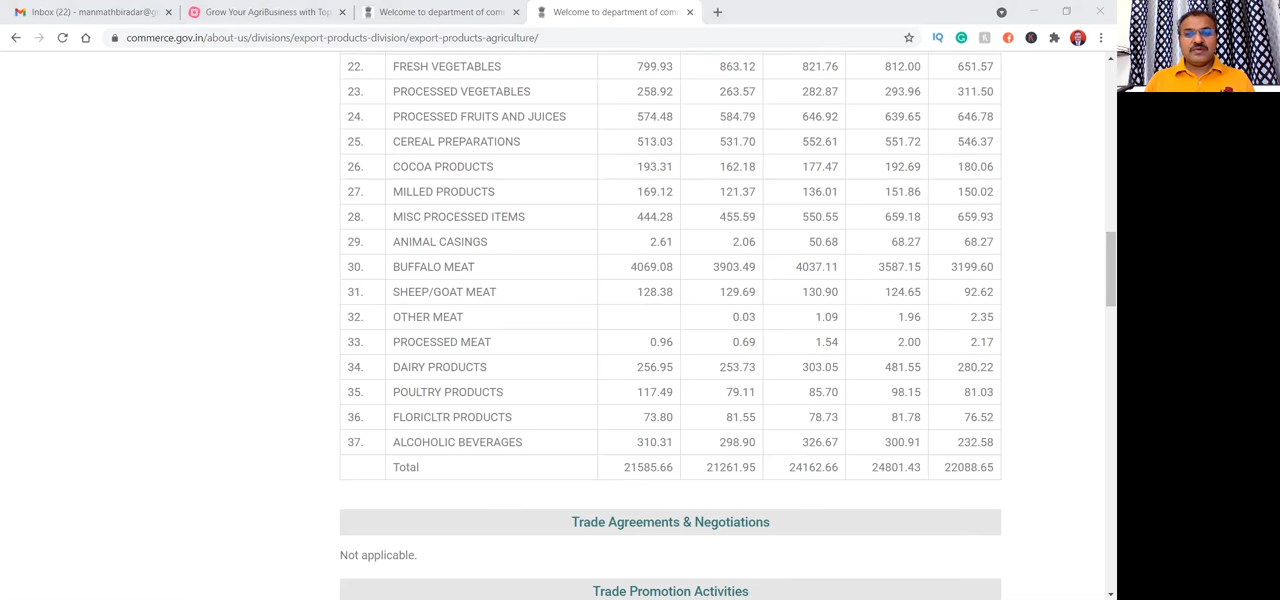 Inbox (22) - manmathbiradar@g
Grow Your AgriBusiness with Top
Welcome to department of com
Welcome to department of com
commerce.gov.in/about-us/divisions/export-products-division/export-products-agriculture/
22. FRESH VEGETABLES 799.93 863.12 821.76 812.00 651.57
23. PROCESSED VEGETABLES 258.92 263.57 282.87 293.96 311.50
24. PROCESSED FRUITS AND JUICES 574.48 584.79 646.92 639.65 646.78
25. CEREAL PREPARATIONS 513.03 531.70 552.61 551.72 546.37
26. COCOA PRODUCTS 193.31 162.18 177.47 192.69 180.06
27. MILLED PRODUCTS 169.12 121.37 136.01 151.86 150.02
28. MISC PROCESSED ITEMS 444.28 455.59 550.55 659.18 659.93
29. ANIMAL CASINGS 2.61 2.06 50.68 68.27 68.27
30. BUFFALO MEAT 4069.08 3903.49 4037.11 3587.15 3199.60
31. SHEEP/GOAT MEAT 128.38 129.69 130.90 124.65 92.62
32. OTHER MEAT 0.03 1.09 1.96 2.35
33. PROCESSED MEAT 0.96 0.69 1.54 2.00 2.17
34. DAIRY PRODUCTS 256.95 253.73 303.05 481.55 280.22
35. POULTRY PRODUCTS 117.49 79.11 85.70 98.15 81.03
36. FLORICLTR PRODUCTS 73.80 81.55 78.73 81.78 76.52
37. ALCOHOLIC BEVERAGES 310.31 298.90 326.67 300.91 232.58
Total 21585.66 21261.95 24162.66 24801.43 22088.65
Trade Agreements & Negotiations
Not applicable.
Trade Promotion Activities